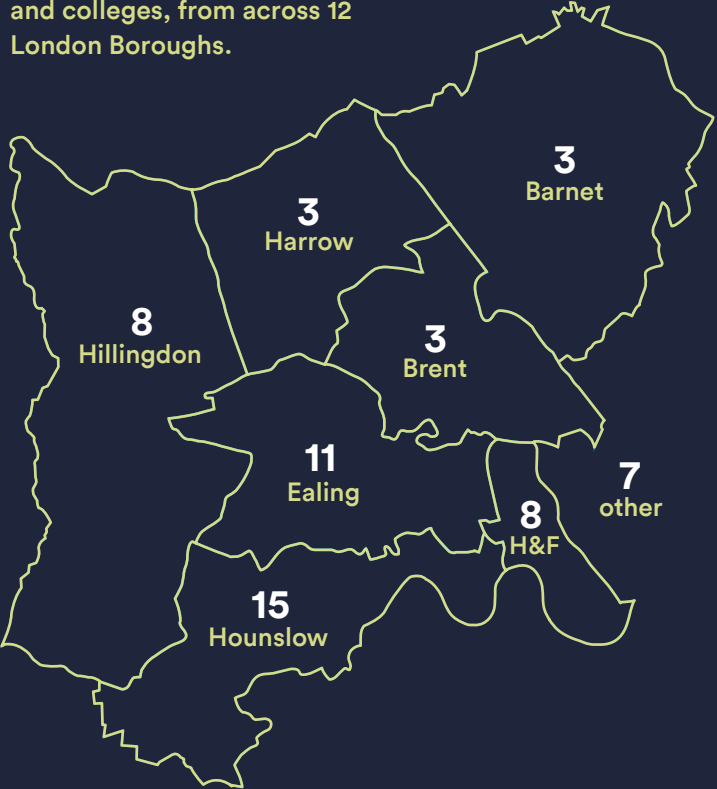 and colleges, from across 12
London Boroughs.
3
Barnet
3
Harrow
8
Hillingdon
3
Brent
11
Ealing
7
other
8
H&F
15
Hounslow